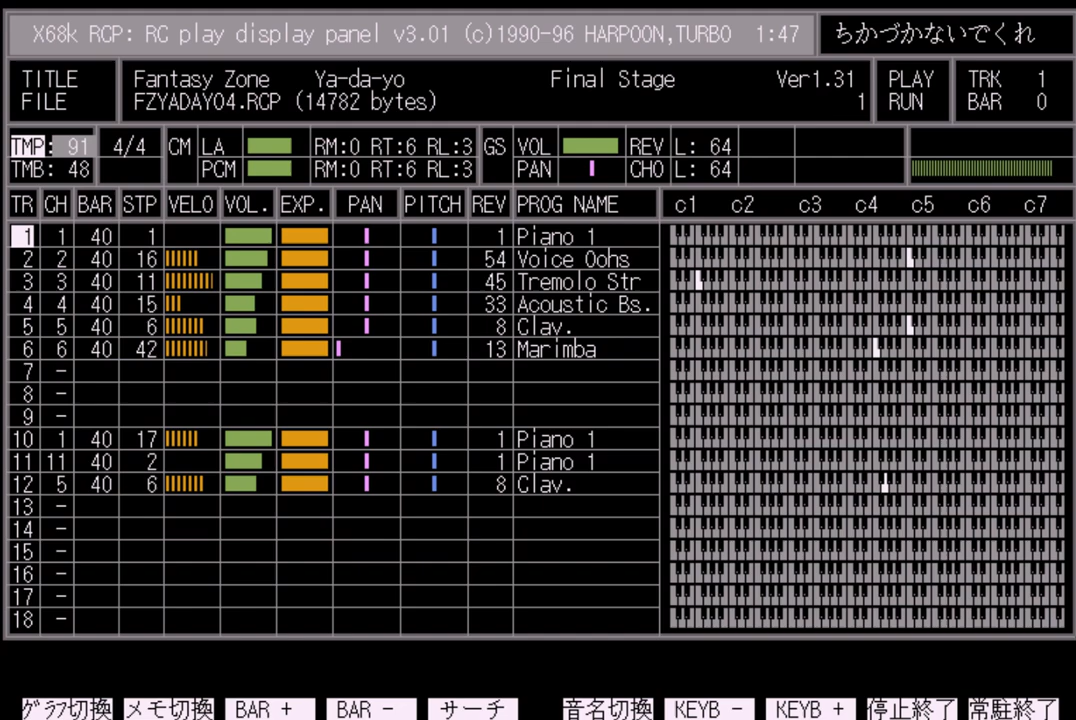 X68k RCP: RC play display panel v3.01 (c)1990-96 HARPOON,TURBO 1:47 ちかづかないでくれ
TITLE Fantasy Zone Ya-da-yo Final Stage Ver1.31 PLAY TRK 1
FILE FZYADAY04.RCP (14782 bytes) 1 RUN BAR 0
TMP: 91 4/4 CM LA RM:0 RT:6 RL:3 GS VOL REV L: 64
TMB: 48 PCM RM:0 RT:6 RL:3 PAN CHO L: 64
TR CH BAR STP VELO VOL. EXP. PAN PITCH REV PROG NAME c1 c2 c3 c4 c5 c6 c7
1 1 40 1 1 Piano 1
2 2 40 16 54 Voice Oohs
3 3 40 11 45 Tremolo Str
4 4 40 15 33 Acoustic Bs.
5 5 40 6 8 Clav.
6 6 40 42 13 Marimba
7 -
8 -
9 -
10 1 40 17 1 Piano 1
11 11 40 2 1 Piano 1
12 5 40 6 8 Clav.
13 -
14 -
15 -
16 -
17 -
18 -
ｸﾞﾗﾌ切換 メモ切換 BAR + BAR - サーチ 音名切換 KEYB - KEYB + 停止終了 常駐終了